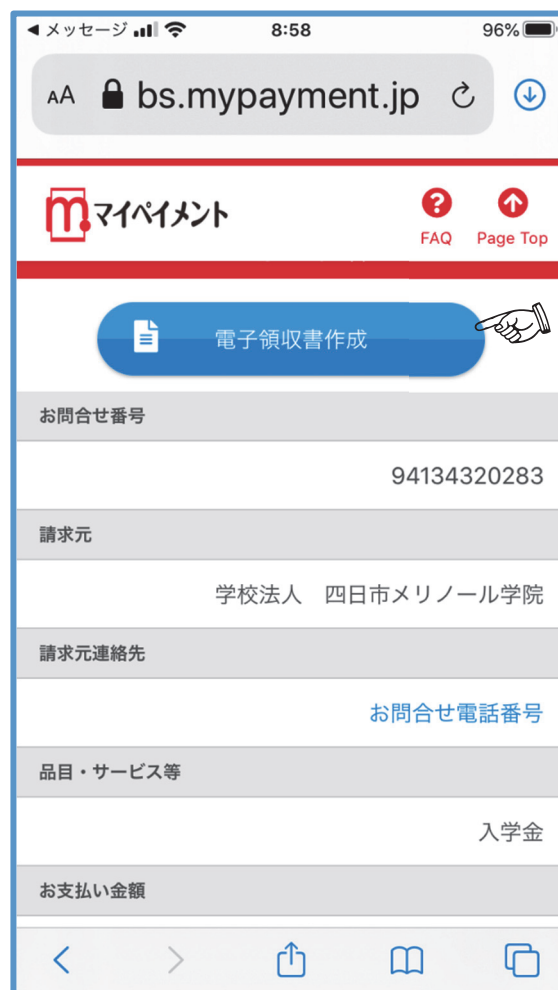 ◀メッセージ 8:58 96%
AA bs.mypayment.jp
m.マイペイメント
? FAQ Page Top
電子領収書作成
お問合せ番号
94134320283
請求元
学校法人　四日市メリノール学院
請求元連絡先
お問合せ電話番号
品目・サービス等
入学金
お支払い金額